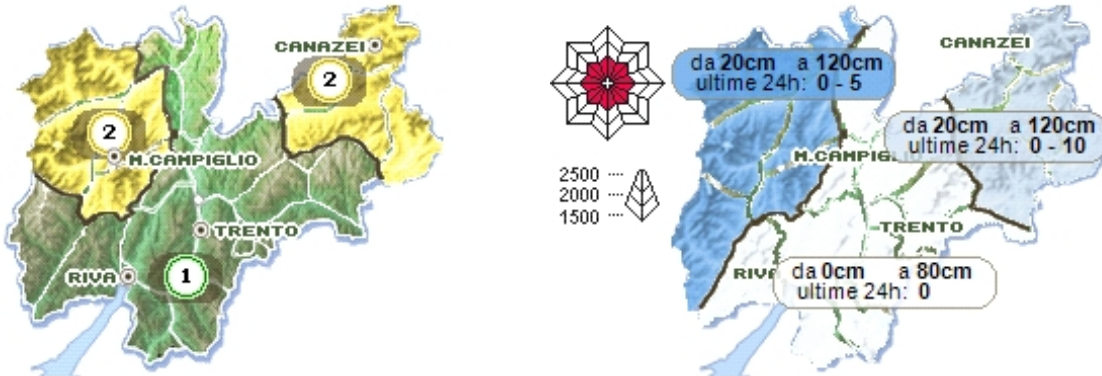 CANAZEI
2
2
M.CAMPIGLIO
TRENTO
RIVA
1
da 20cm a 120cm
ultime 24h: 0 - 5
CANAZEI
da 20cm a 120cm
ultime 24h: 0 - 10
M.CAMPIGLIO
2500
2000
1500
TRENTO
RIVA
da 0cm a 80cm
ultime 24h: 0